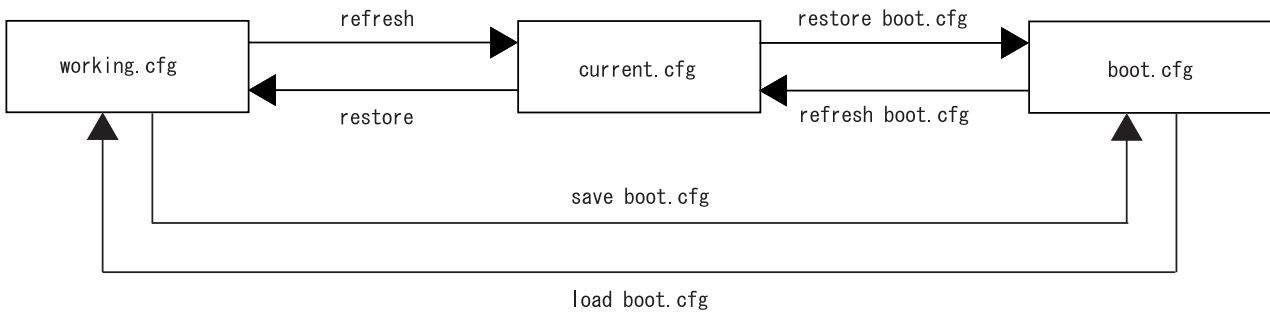 refresh
restore boot.cfg
working.cfg
current.cfg
boot.cfg
restore
refresh boot.cfg
save boot.cfg
load boot.cfg